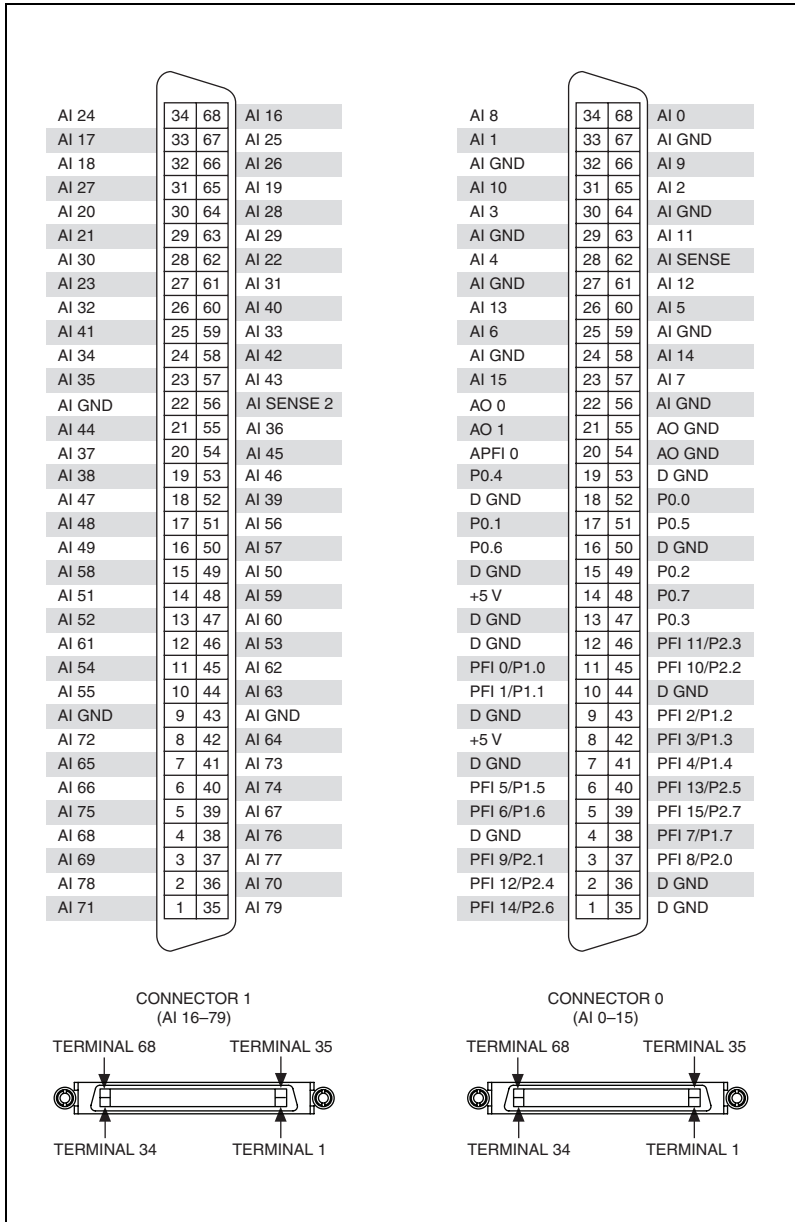 AI 24 34 68 AI 16
AI 17 33 67 AI 25
AI 18 32 66 AI 26
AI 27 31 65 AI 19
AI 20 30 64 AI 28
AI 21 29 63 AI 29
AI 30 28 62 AI 22
AI 23 27 61 AI 31
AI 32 26 60 AI 40
AI 41 25 59 AI 33
AI 34 24 58 AI 42
AI 35 23 57 AI 43
AI GND 22 56 AI SENSE 2
AI 44 21 55 AI 36
AI 37 20 54 AI 45
AI 38 19 53 AI 46
AI 47 18 52 AI 39
AI 48 17 51 AI 56
AI 49 16 50 AI 57
AI 58 15 49 AI 50
AI 51 14 48 AI 59
AI 52 13 47 AI 60
AI 61 12 46 AI 53
AI 54 11 45 AI 62
AI 55 10 44 AI 63
AI GND 9 43 AI GND
AI 72 8 42 AI 64
AI 65 7 41 AI 73
AI 66 6 40 AI 74
AI 75 5 39 AI 67
AI 68 4 38 AI 76
AI 69 3 37 AI 77
AI 78 2 36 AI 70
AI 71 1 35 AI 79
CONNECTOR 1
(AI 16–79)
TERMINAL 68 TERMINAL 35
TERMINAL 34 TERMINAL 1
AI 8 34 68 AI 0
AI 1 33 67 AI GND
AI GND 32 66 AI 9
AI 10 31 65 AI 2
AI 3 30 64 AI GND
AI GND 29 63 AI 11
AI 4 28 62 AI SENSE
AI GND 27 61 AI 12
AI 13 26 60 AI 5
AI 6 25 59 AI GND
AI GND 24 58 AI 14
AI 15 23 57 AI 7
AO 0 22 56 AI GND
AO 1 21 55 AO GND
APFI 0 20 54 AO GND
P0.4 19 53 D GND
D GND 18 52 P0.0
P0.1 17 51 P0.5
P0.6 16 50 D GND
D GND 15 49 P0.2
+5 V 14 48 P0.7
D GND 13 47 P0.3
D GND 12 46 PFI 11/P2.3
PFI 0/P1.0 11 45 PFI 10/P2.2
PFI 1/P1.1 10 44 D GND
D GND 9 43 PFI 2/P1.2
+5 V 8 42 PFI 3/P1.3
D GND 7 41 PFI 4/P1.4
PFI 5/P1.5 6 40 PFI 13/P2.5
PFI 6/P1.6 5 39 PFI 15/P2.7
D GND 4 38 PFI 7/P1.7
PFI 9/P2.1 3 37 PFI 8/P2.0
PFI 12/P2.4 2 36 D GND
PFI 14/P2.6 1 35 D GND
CONNECTOR 0
(AI 0–15)
TERMINAL 68 TERMINAL 35
TERMINAL 34 TERMINAL 1